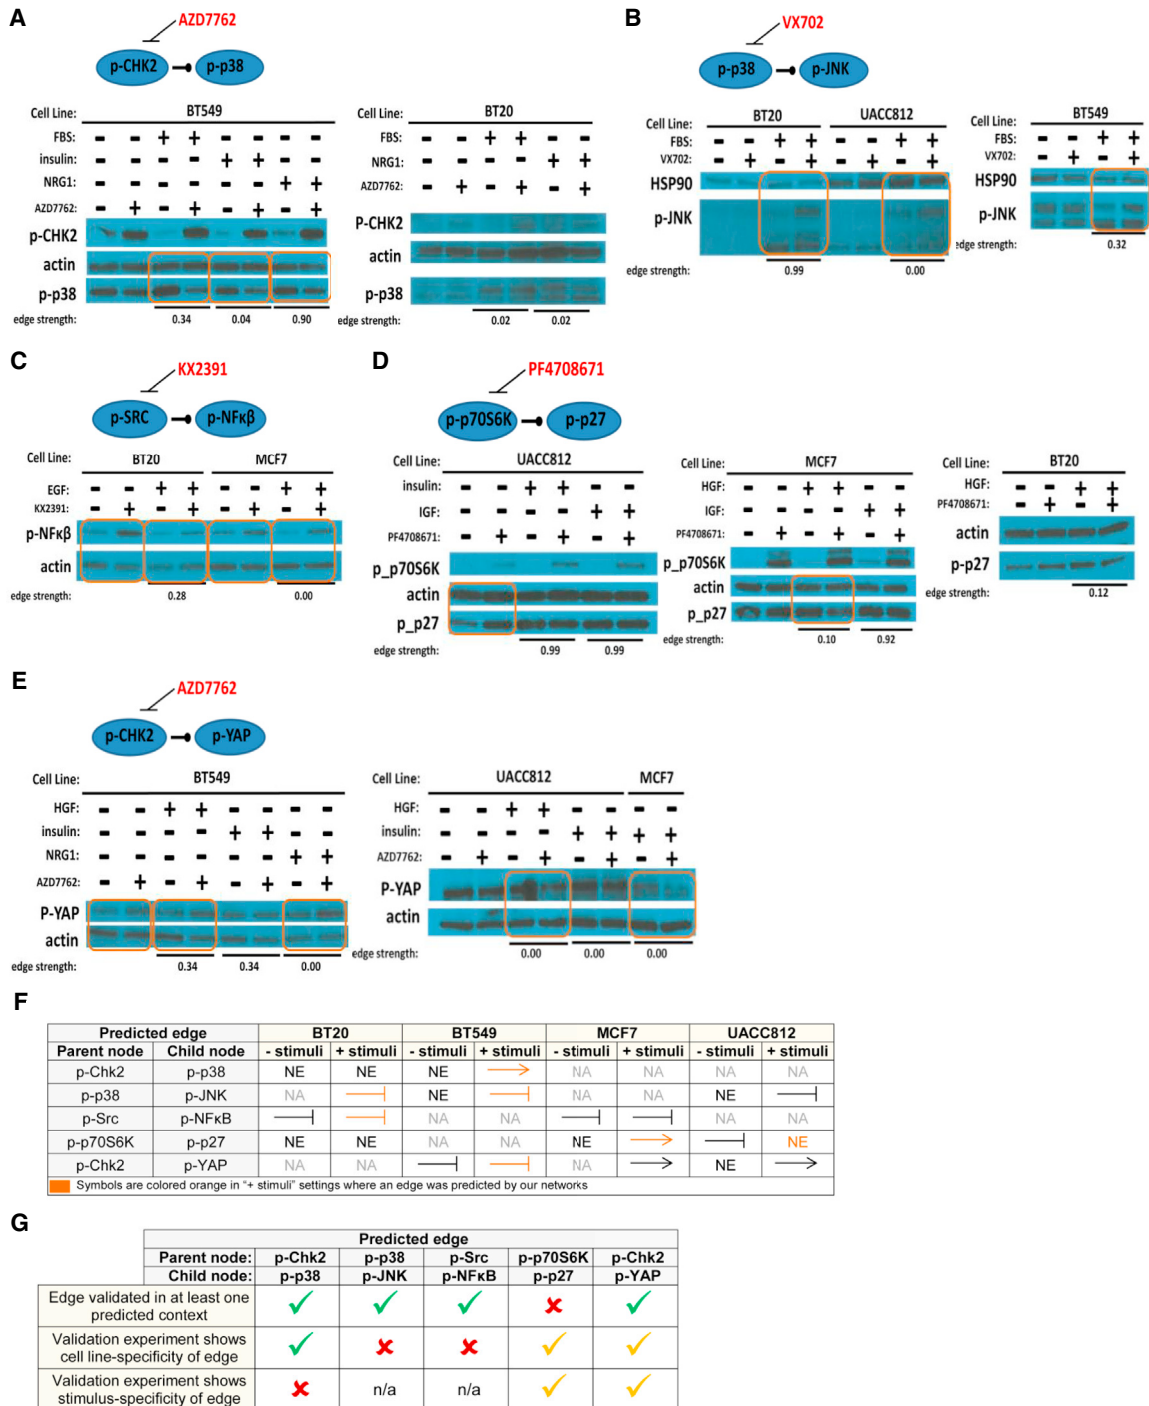 A
AZD7762
p-CHK2
p-p38
Cell Line: BT549
FBS: - - + + - - - -
insulin: - - - - + + - -
NRG1: - - - - - - + +
AZD7762: - + - + - + - +
p-CHK2
actin
p-p38
edge strength: 0.34 0.04 0.90
Cell Line: BT20
FBS: - - + + - -
NRG1: - - - - + +
AZD7762: - + - + - +
P-CHK2
actin
p-p38
edge strength: 0.02 0.02
B
VX702
p-p38
p-JNK
Cell Line: BT20 UACC812
FBS: - - + + - - + +
VX702: - + - + - + - +
HSP90
p-JNK
edge strength: 0.99 0.00
Cell Line: BT549
FBS: - - + +
VX702: - + - +
HSP90
p-JNK
edge strength: 0.32
C
KX2391
p-SRC
p-NFκβ
Cell Line: BT20 MCF7
EGF: - - + + - - + +
KX2391: - + - + - + - +
p-NFκβ
actin
edge strength: 0.28 0.00
D
PF4708671
p-p70S6K
p-p27
Cell Line: UACC812
insulin: - - + + - -
IGF: - - - - + +
PF4708671: - + - + - +
p_p70S6K
actin
p_p27
edge strength: 0.99 0.99
Cell Line: MCF7
HGF: - - + + - -
IGF: - - - - + +
PF4708671: - + - + - +
p_p70S6K
actin
p_p27
edge strength: 0.10 0.92
Cell Line: BT20
HGF: - - + +
PF4708671: - + - +
actin
p-p27
edge strength: 0.12
E
AZD7762
p-CHK2
p-YAP
Cell Line: BT549
HGF: - - + + - - - -
insulin: - - - - + + - -
NRG1: - - - - - - + +
AZD7762: - + - + - + - +
P-YAP
actin
edge strength: 0.34 0.34 0.00
Cell Line: UACC812 MCF7
HGF: - - + + - - - -
insulin: - - - - + + + +
AZD7762: - + - + - + - +
P-YAP
actin
edge strength: 0.00 0.00 0.00
F
Predicted edge BT20 BT549 MCF7 UACC812
Parent node Child node - stimuli + stimuli - stimuli + stimuli - stimuli + stimuli - stimuli + stimuli
p-Chk2 p-p38 NE NE NE → NA NA NA NA
p-p38 p-JNK NA ⊣ NE ⊣ NA NA NE ⊣
p-Src p-NFκB ⊣ ⊣ NA NA ⊣ ⊣ NA NA
p-p70S6K p-p27 NE NE NA NA NE → ⊣ NE
p-Chk2 p-YAP NA NA ⊣ ⊣ NA → NE →
Symbols are colored orange in "+ stimuli" settings where an edge was predicted by our networks
G
Predicted edge
Parent node: p-Chk2 p-p38 p-Src p-p70S6K p-Chk2
Child node: p-p38 p-JNK p-NFκB p-p27 p-YAP
Edge validated in at least one
predicted context ✓ ✓ ✓ ✗ ✓
Validation experiment shows
cell line-specificity of edge ✓ ✗ ✗ ✓ ✓
Validation experiment shows
stimulus-specificity of edge ✗ n/a n/a ✓ ✓